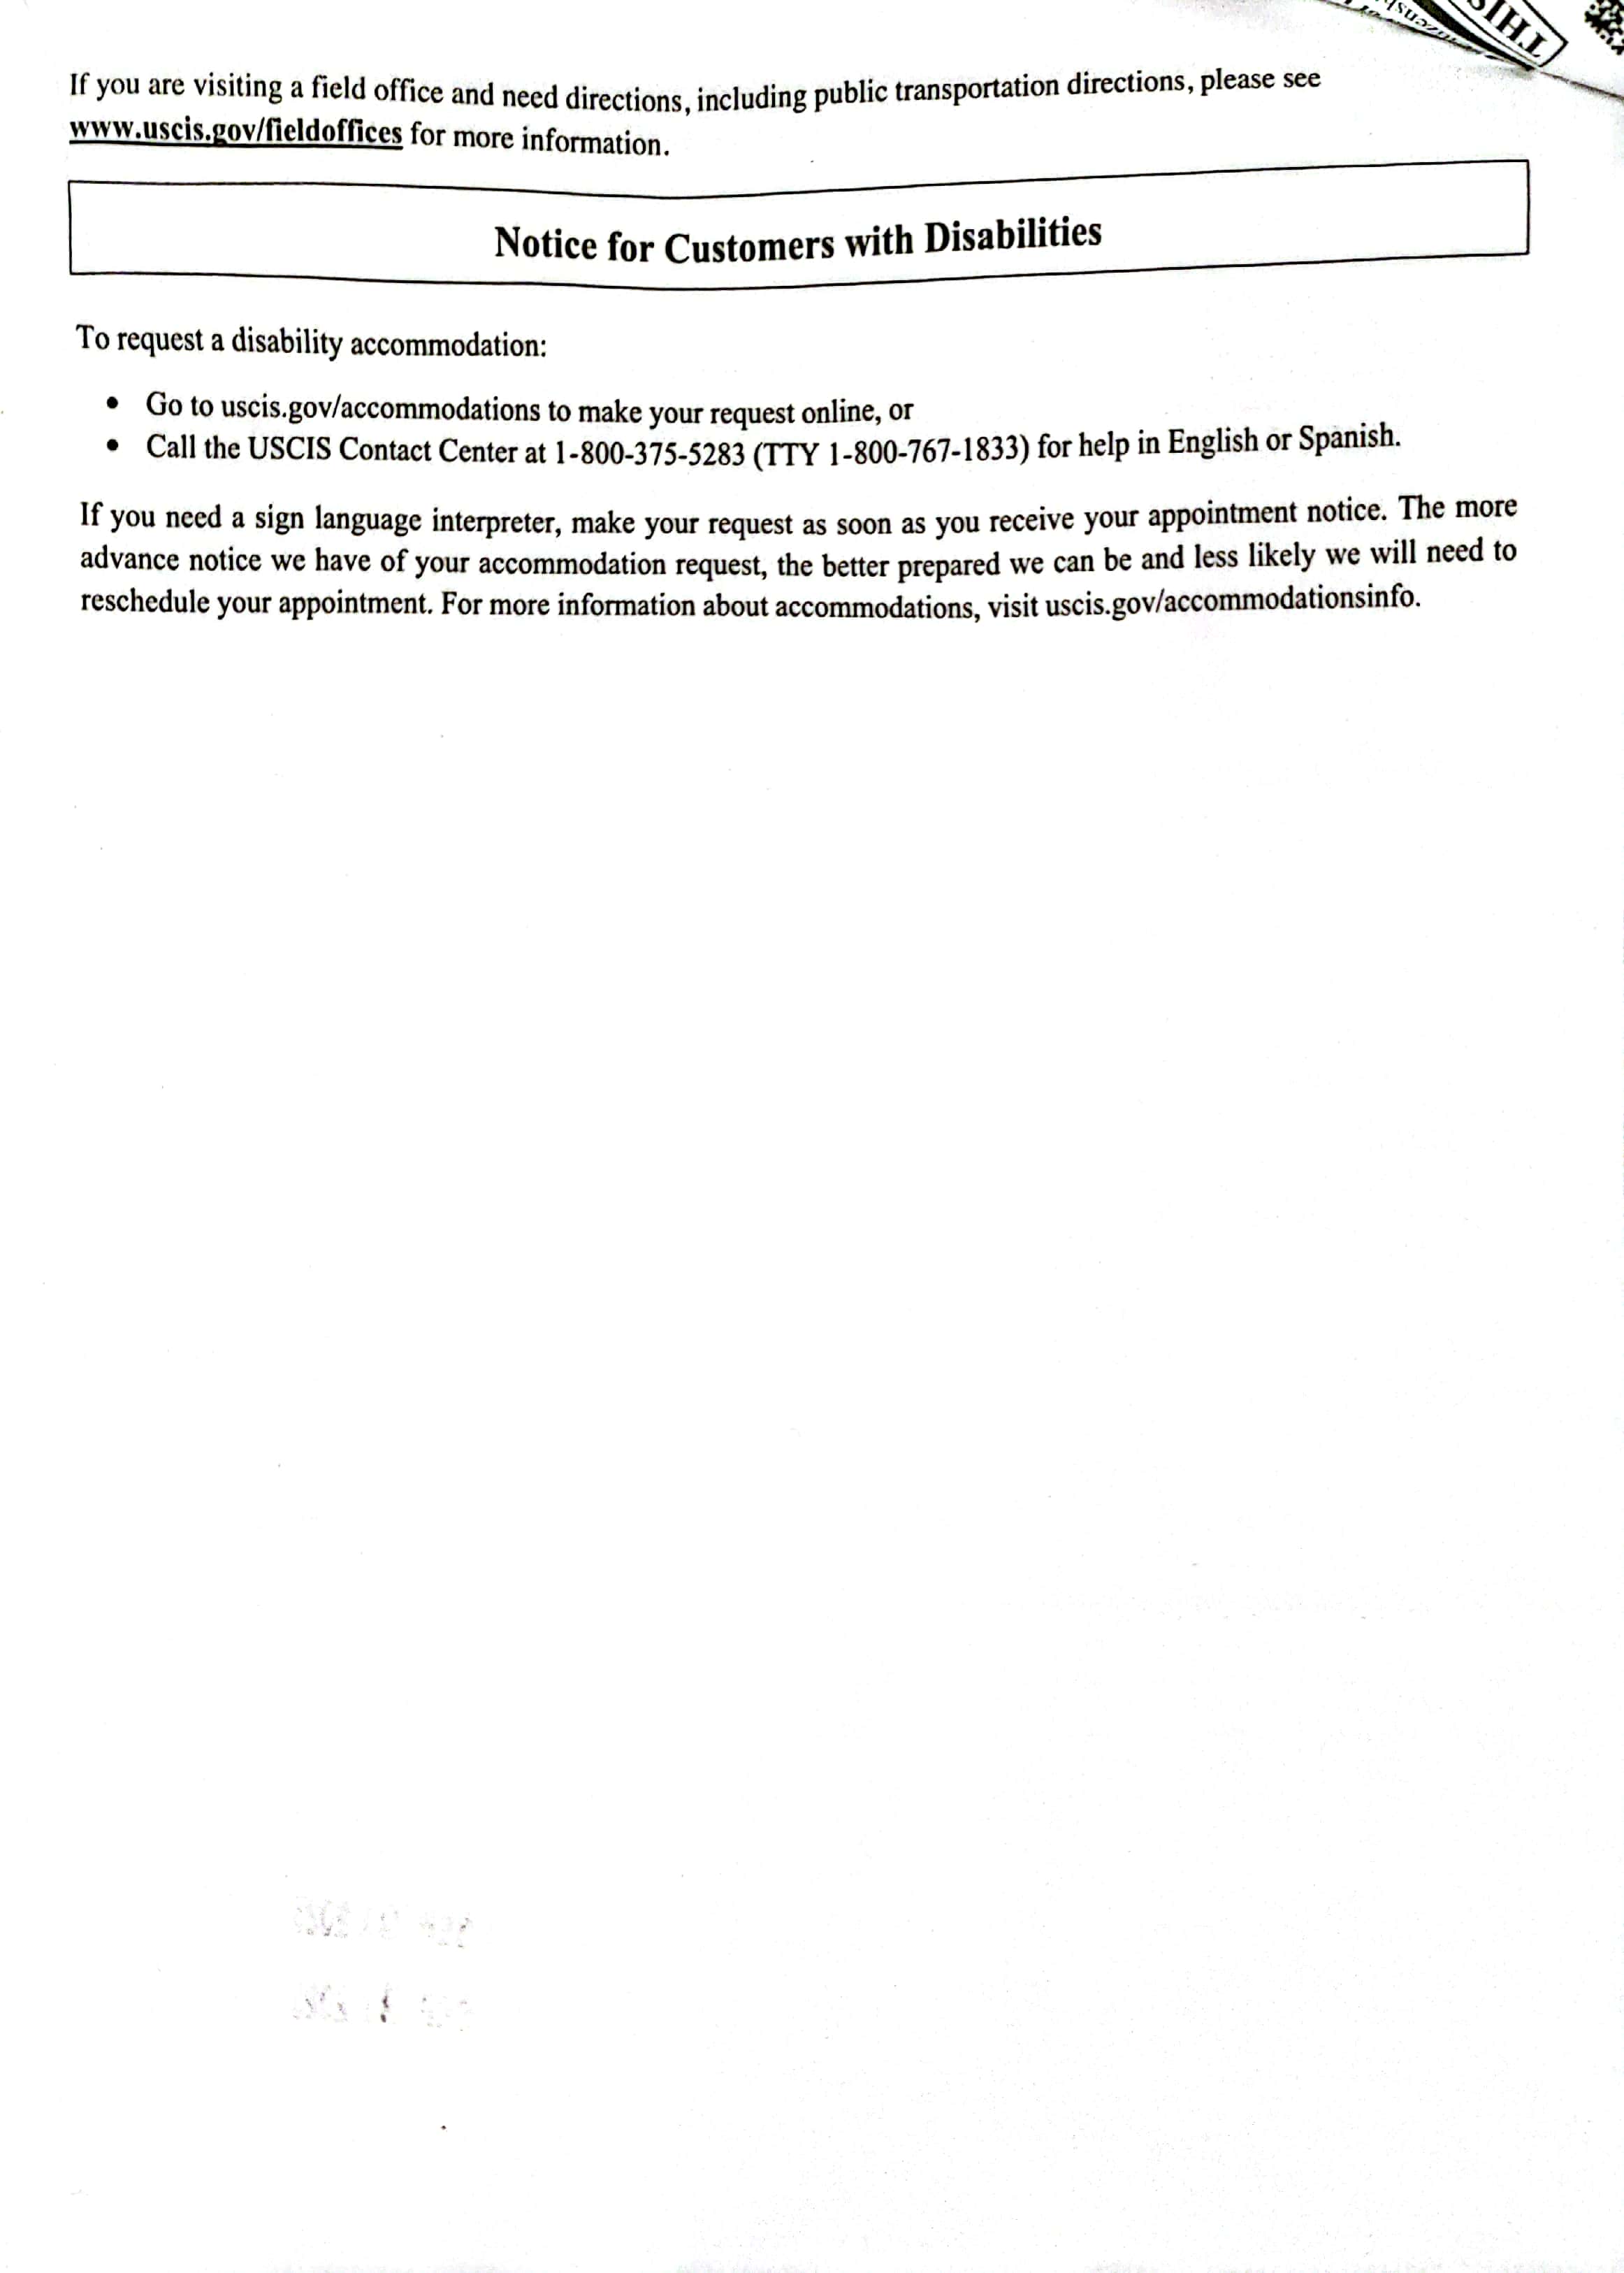 THIS
If you are visiting a field office and need directions, including public transportation directions, please see
www.uscis.gov/fieldoffices for more information.
Notice for Customers with Disabilities
To request a disability accommodation:
• Go to uscis.gov/accommodations to make your request online, or
• Call the USCIS Contact Center at 1-800-375-5283 (TTY 1-800-767-1833) for help in English or Spanish.
If you need a sign language interpreter, make your request as soon as you receive your appointment notice. The more
advance notice we have of your accommodation request, the better prepared we can be and less likely we will need to
reschedule your appointment. For more information about accommodations, visit uscis.gov/accommodationsinfo.